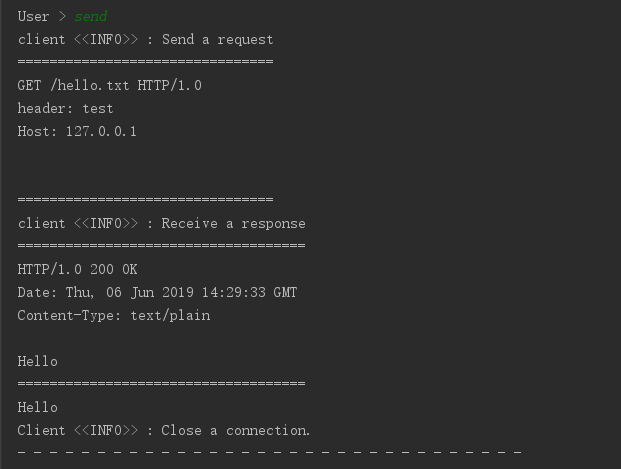 User > send
client <<INFO>> : Send a request
================================
GET /hello.txt HTTP/1.0
header: test
Host: 127.0.0.1
================================
client <<INFO>> : Receive a response
====================================
HTTP/1.0 200 OK
Date: Thu, 06 Jun 2019 14:29:33 GMT
Content-Type: text/plain
Hello
====================================
Hello
Client <<INFO>> : Close a connection.
- - - - - - - - - - - - - - - - - - - - - - - - - - - - - - - -